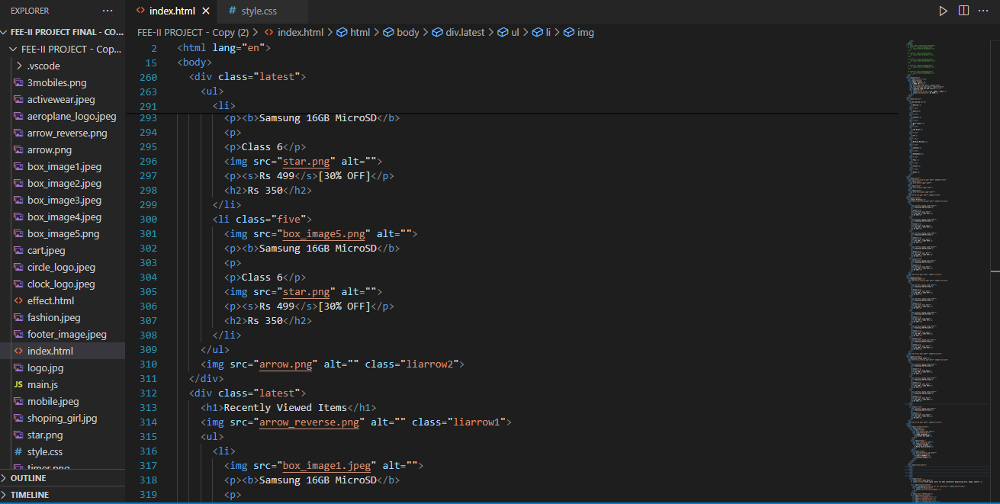 EXPLORER ···
FEE-II PROJECT FINAL - CO...
FEE-II PROJECT - Cop...
.vscode
3mobiles.png
activewear.jpeg
aeroplane_logo.jpeg
arrow_reverse.png
arrow.png
box_image1.jpeg
box_image2.jpeg
box_image3.jpeg
box_image4.jpeg
box_image5.png
cart.jpeg
circle_logo.jpeg
clock_logo.jpeg
<> effect.html
fashion.jpeg
footer_image.jpeg
<> index.html
logo.jpg
JS main.js
mobile.jpeg
shoping_girl.jpg
star.png
# style.css
timer.png
OUTLINE
TIMELINE
<> index.html
# style.css
FEE-II PROJECT - Copy (2) > <> index.html > html > body > div.latest > ul > li > img
2 <html lang="en">
15 <body>
260 <div class="latest">
263 <ul>
291 <li>
293 <p><b>Samsung 16GB MicroSD</b>
294 <p>
295 <p>Class 6</p>
296 <img src="star.png" alt="">
297 <p><s>Rs 499</s>[30% OFF]</p>
298 <h2>Rs 350</h2>
299 </li>
300 <li class="five">
301 <img src="box_image5.png" alt="">
302 <p><b>Samsung 16GB MicroSD</b>
303 <p>
304 <p>Class 6</p>
305 <img src="star.png" alt="">
306 <p><s>Rs 499</s>[30% OFF]</p>
307 <h2>Rs 350</h2>
308 </li>
309 </ul>
310 <img src="arrow.png" alt="" class="liarrow2">
311 </div>
312 <div class="latest">
313 <h1>Recently Viewed Items</h1>
314 <img src="arrow_reverse.png" alt="" class="liarrow1">
315 <ul>
316 <li>
317 <img src="box_image1.jpeg" alt="">
318 <p><b>Samsung 16GB MicroSD</b>
319 <p>